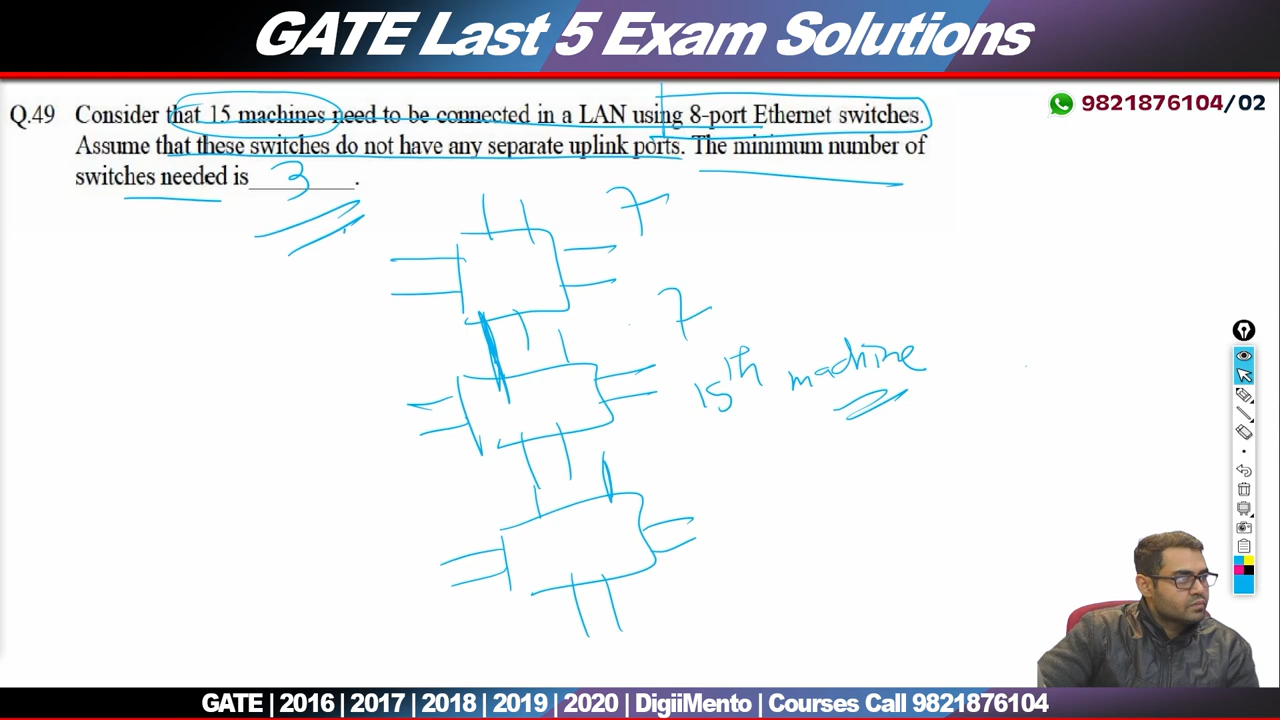 GATE Last 5 Exam Solutions
Q.49 Consider that 15 machines need to be connected in a LAN using 8-port Ethernet switches.
Assume that these switches do not have any separate uplink ports. The minimum number of
switches needed is 3.
9821876104/02
7
7
15th machine
GATE | 2016 | 2017 | 2018 | 2019 | 2020 | DigiiMento | Courses Call 9821876104